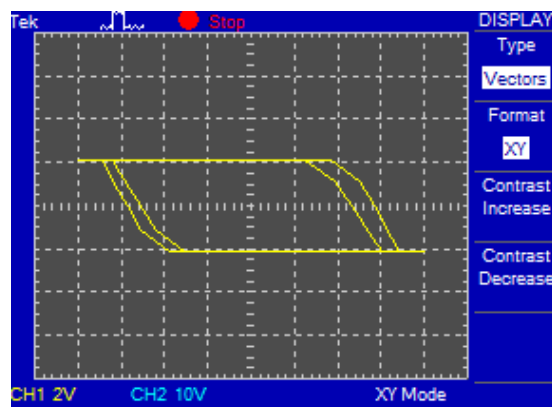 Tek Stop DISPLAY
Type
Vectors
Format
XY
Contrast
Increase
Contrast
Decrease
CH1 2V CH2 10V XY Mode